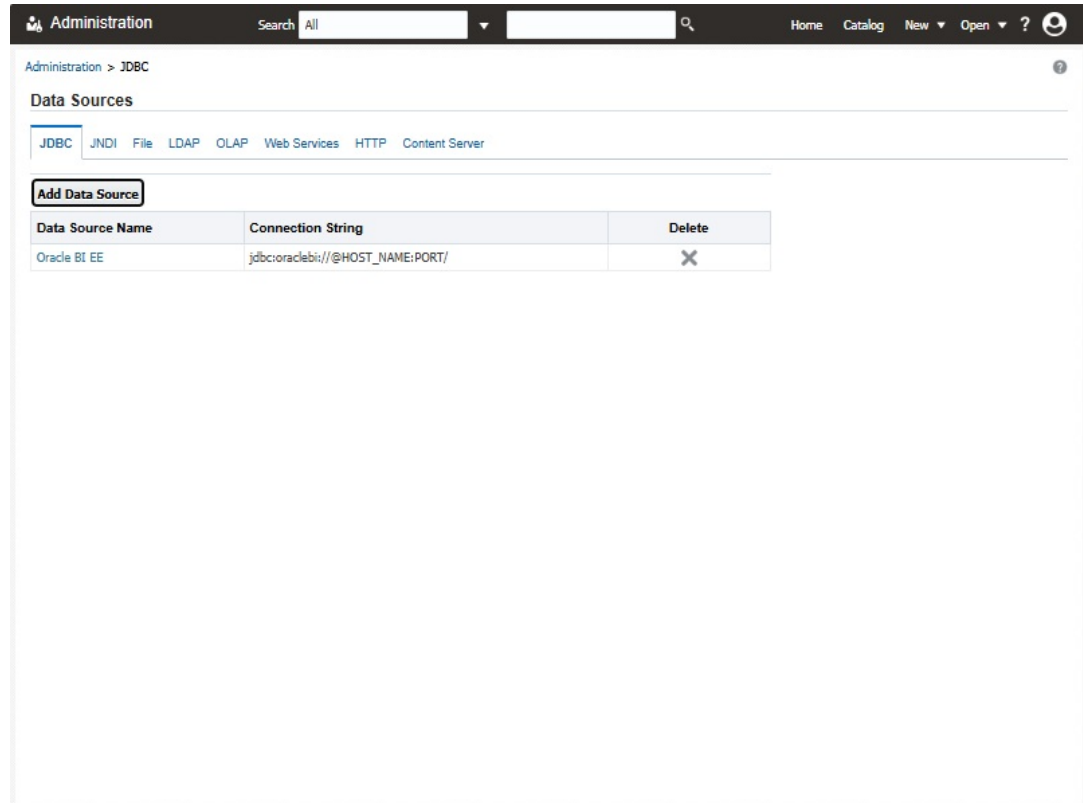 Administration Search All Home Catalog New Open ?
Administration > JDBC ?
Data Sources
JDBC JNDI File LDAP OLAP Web Services HTTP Content Server
Add Data Source
Data Source Name Connection String Delete
Oracle BI EE jdbc:oraclebi://@HOST_NAME:PORT/